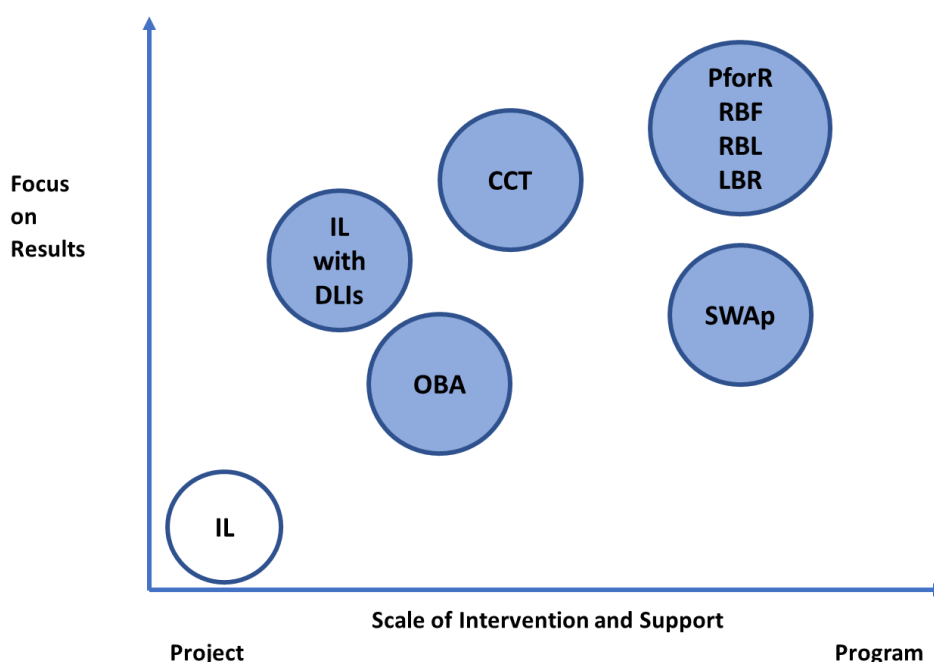 PforR
RBF
RBL
LBR
CCT
Focus
on
Results
IL
with
DLIs
SWAp
OBA
IL
Scale of Intervention and Support
Project
Program